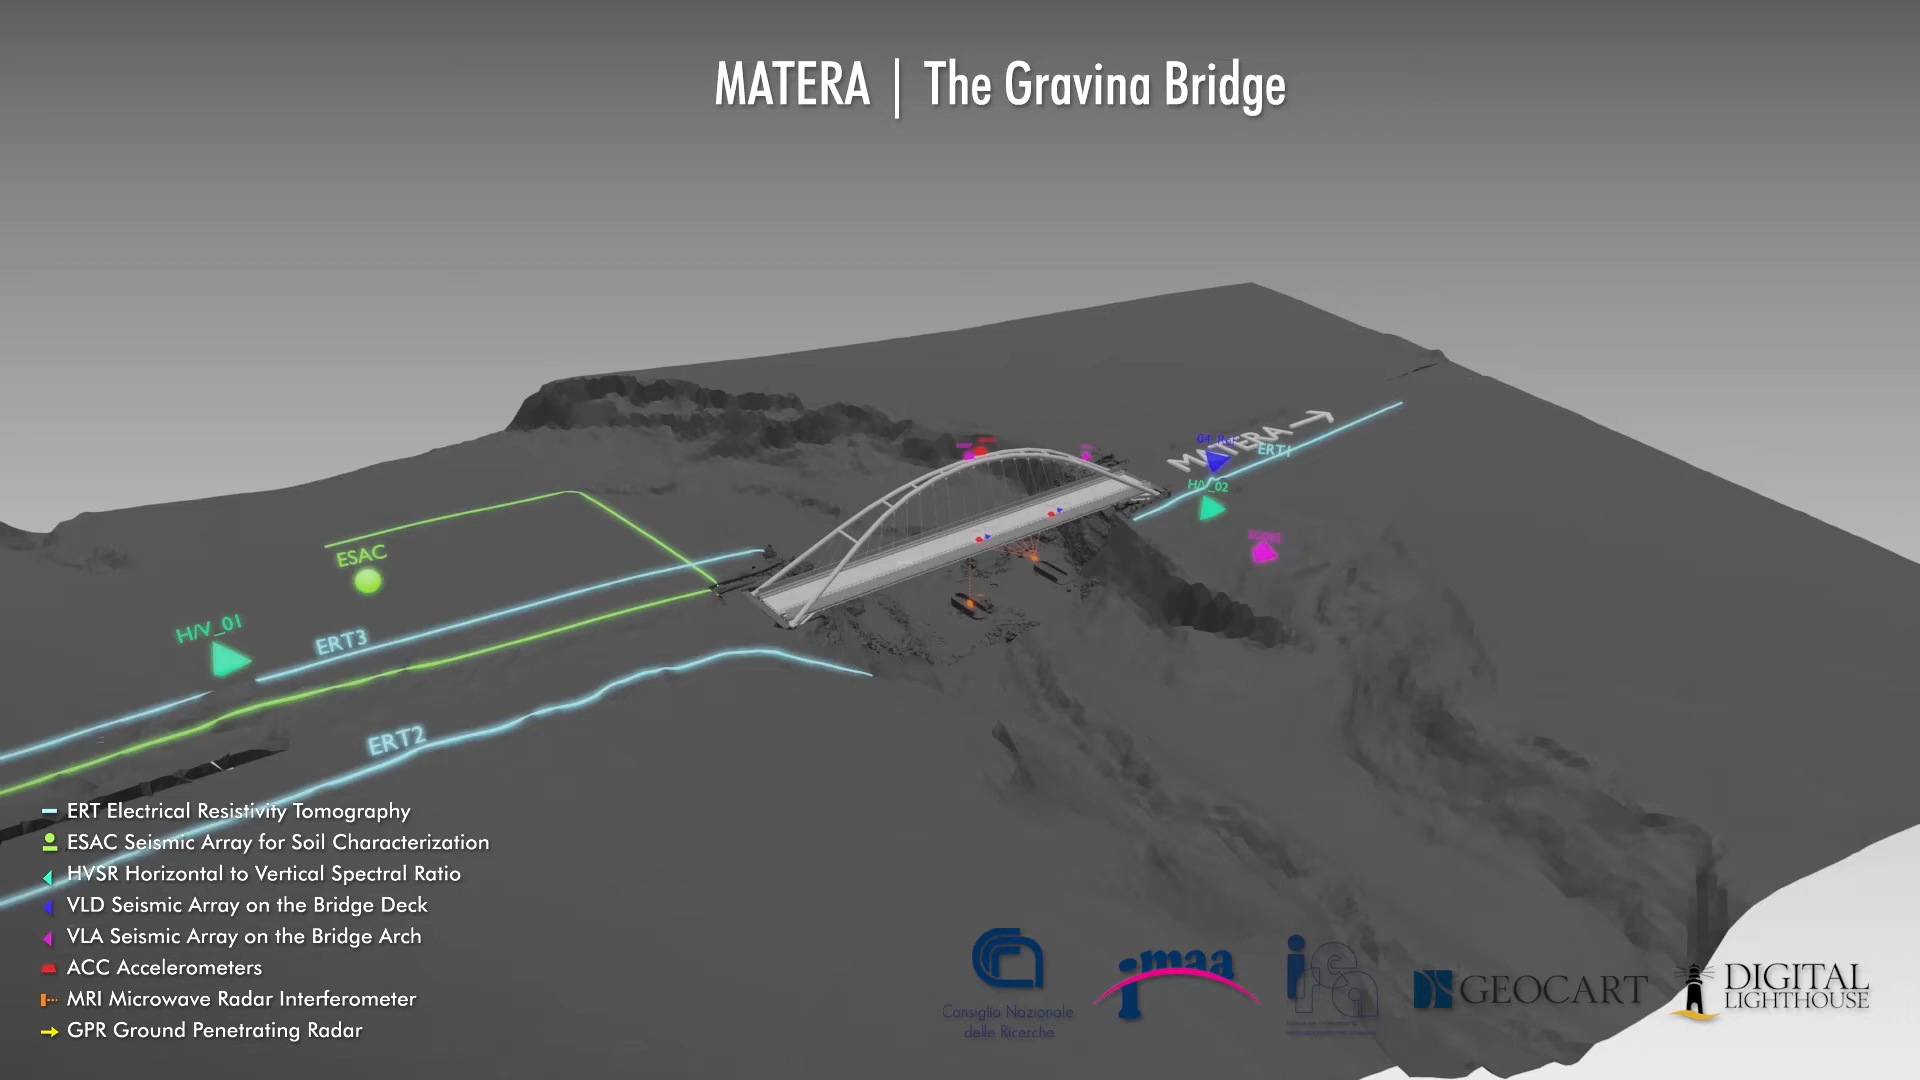 MATERA | The Gravina Bridge
MATERA
ERT1
H/V_02
ESAC
H/V_01
ERT3
ERT2
ERT Electrical Resistivity Tomography
ESAC Seismic Array for Soil Characterization
HVSR Horizontal to Vertical Spectral Ratio
VLD Seismic Array on the Bridge Deck
VLA Seismic Array on the Bridge Arch
ACC Accelerometers
MRI Microwave Radar Interferometer
GPR Ground Penetrating Radar
Consiglio Nazionale
delle Ricerche
imaa
GEOCART
DIGITAL
LIGHTHOUSE